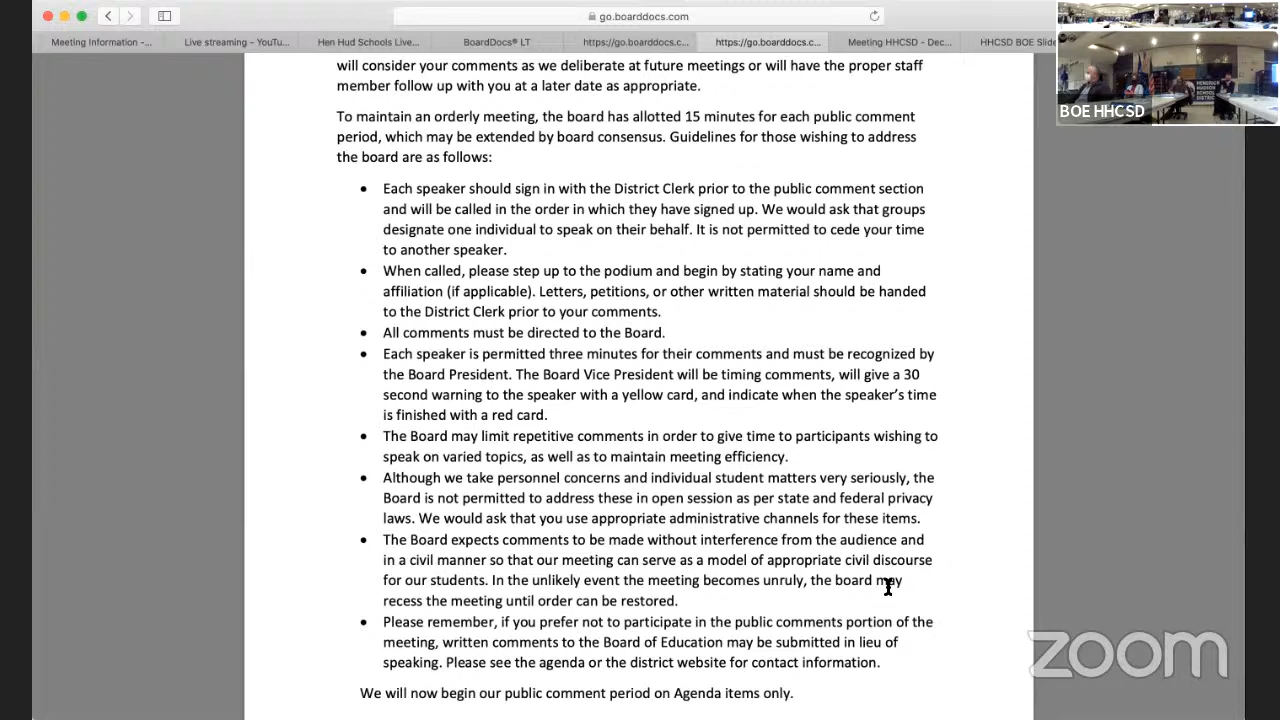 go.boarddocs.com
Meeting Information -...
Live streaming - YouTu...
Hen Hud Schools Live...
BoardDocs® LT
https://go.boarddocs.c...
https://go.boarddocs.c...
Meeting HHCSD - Dec...
HHCSD BOE Slide
HENDRICK
HUDSON
SCHOOL
DISTRICT
BOE HHCSD
will consider your comments as we deliberate at future meetings or will have the proper staff
member follow up with you at a later date as appropriate.
To maintain an orderly meeting, the board has allotted 15 minutes for each public comment
period, which may be extended by board consensus. Guidelines for those wishing to address
the board are as follows:
• Each speaker should sign in with the District Clerk prior to the public comment section
and will be called in the order in which they have signed up. We would ask that groups
designate one individual to speak on their behalf. It is not permitted to cede your time
to another speaker.
• When called, please step up to the podium and begin by stating your name and
affiliation (if applicable). Letters, petitions, or other written material should be handed
to the District Clerk prior to your comments.
• All comments must be directed to the Board.
• Each speaker is permitted three minutes for their comments and must be recognized by
the Board President. The Board Vice President will be timing comments, will give a 30
second warning to the speaker with a yellow card, and indicate when the speaker's time
is finished with a red card.
• The Board may limit repetitive comments in order to give time to participants wishing to
speak on varied topics, as well as to maintain meeting efficiency.
• Although we take personnel concerns and individual student matters very seriously, the
Board is not permitted to address these in open session as per state and federal privacy
laws. We would ask that you use appropriate administrative channels for these items.
• The Board expects comments to be made without interference from the audience and
in a civil manner so that our meeting can serve as a model of appropriate civil discourse
for our students. In the unlikely event the meeting becomes unruly, the board may
recess the meeting until order can be restored.
• Please remember, if you prefer not to participate in the public comments portion of the
meeting, written comments to the Board of Education may be submitted in lieu of
speaking. Please see the agenda or the district website for contact information.
We will now begin our public comment period on Agenda items only.
zoom